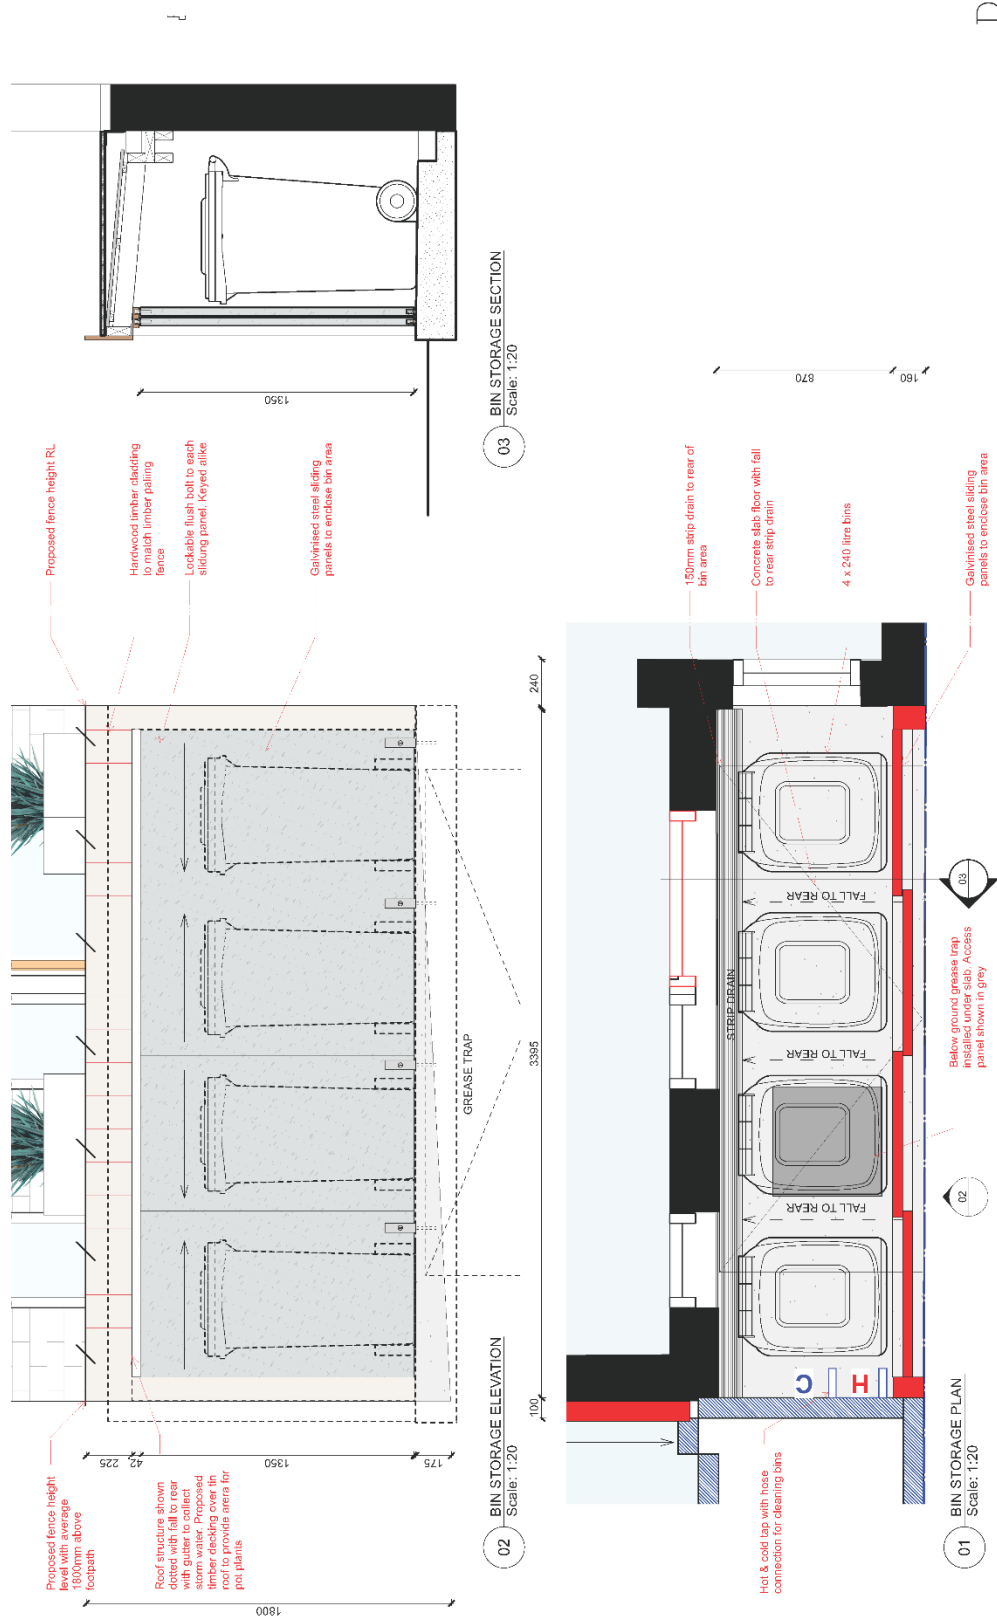 Proposed fence height
level with average
1800mm above
footpath
Roof structure shown
dotted with fall to rear
with gutter to collect
storm water. Proposed
timber decking over tin
roof to provide arera for
pot plants
1800
225
42
1350
175
Proposed fence height RL
Hardwood timber cladding
to match timber paliing
fence
Lockable flush bolt to each
slidung panel. Keyed alike
Galvinised steel sliding
panels to enclose bin area
GREASE TRAP
100
3395
240
02
BIN STORAGE ELEVATION
Scale: 1:20
1350
03
BIN STORAGE SECTION
Scale: 1:20
Hot & cold tap with hose
connection for cleaning bins
C
H
STRIP DRAIN
FALL TO REAR
FALL TO REAR
FALL TO REAR
150mm strip drain to rear of
bin area
Concrete slab floor with fall
to rear strip drain
4 x 240 litre bins
Galvinised steel sliding
panels to enclose bin area
870
160
02
03
Below ground grease trap
installed under slab. Access
panel shown in grey
01
BIN STORAGE PLAN
Scale: 1:20